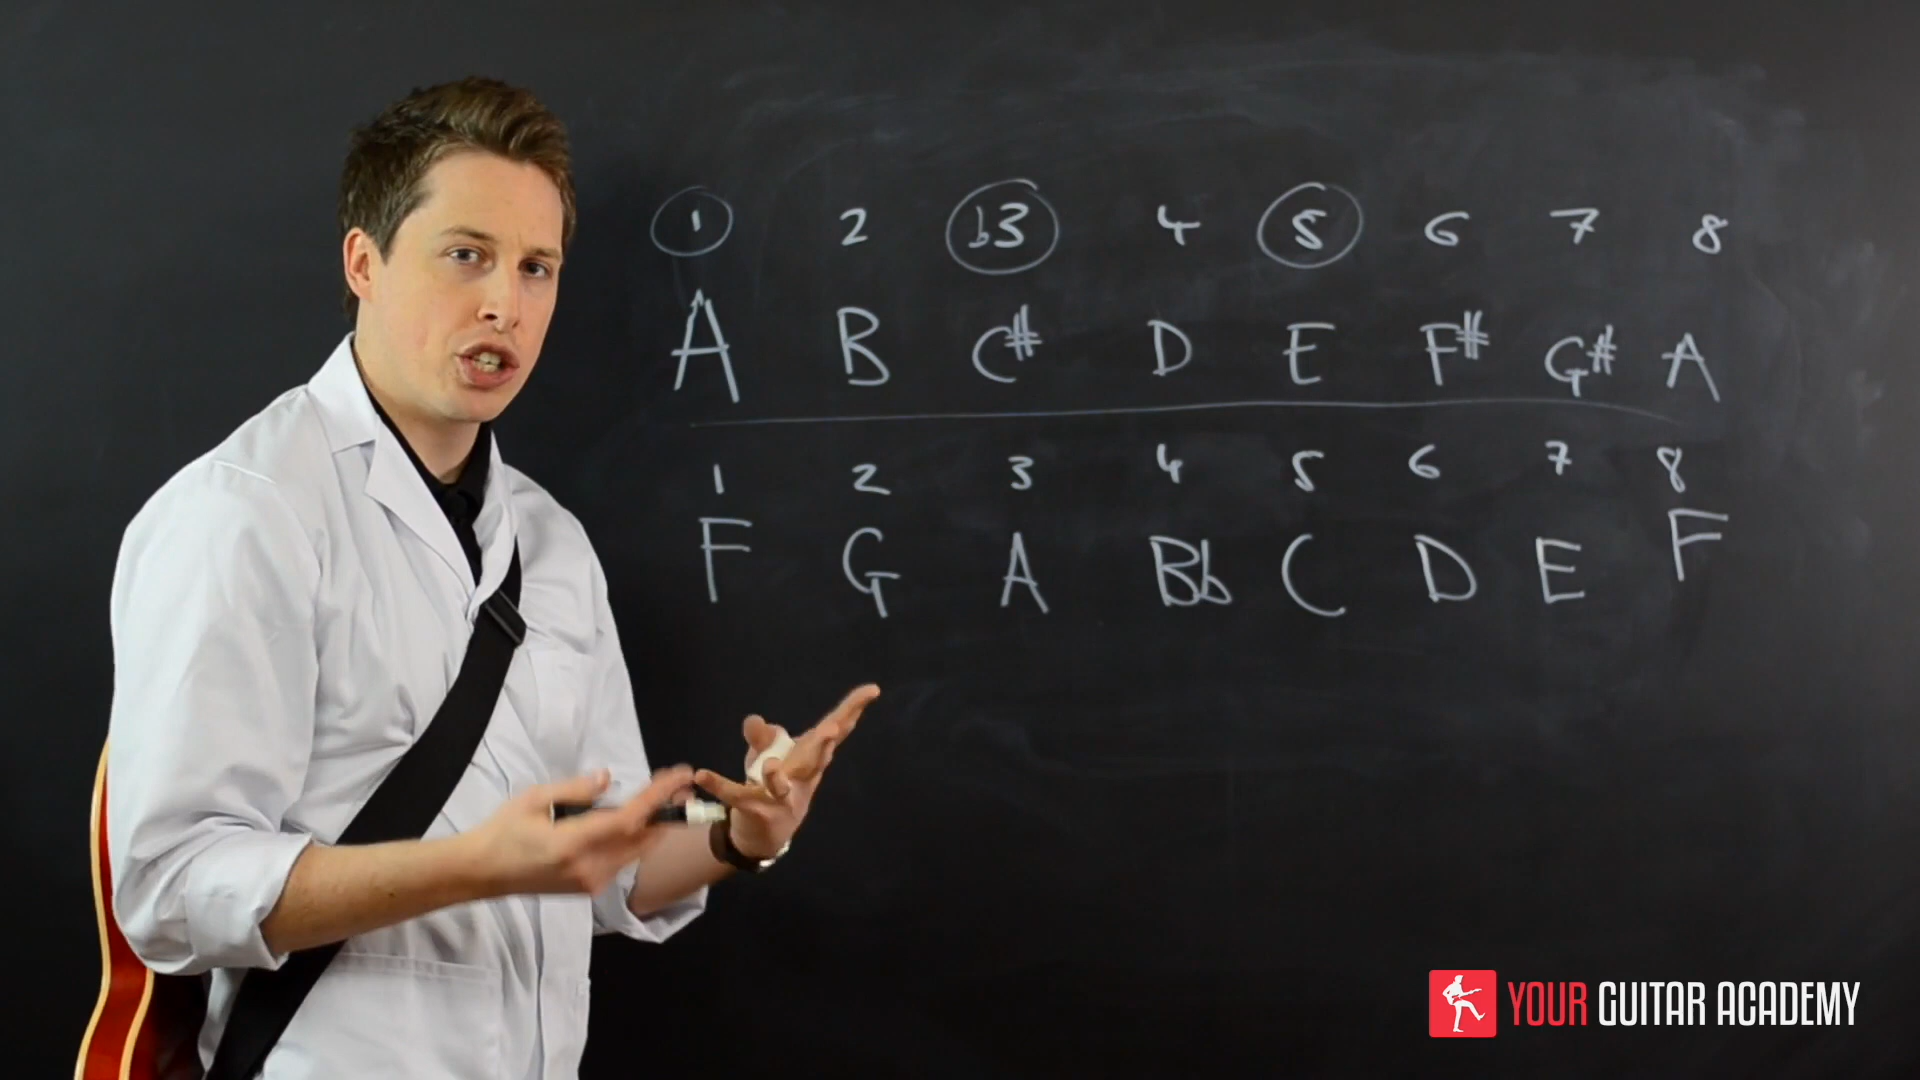 1 2 b3 4 5 6 7 8
A B C# D E F# G# A
1 2 3 4 5 6 7 8
F G A Bb C D E F
YOUR GUITAR ACADEMY